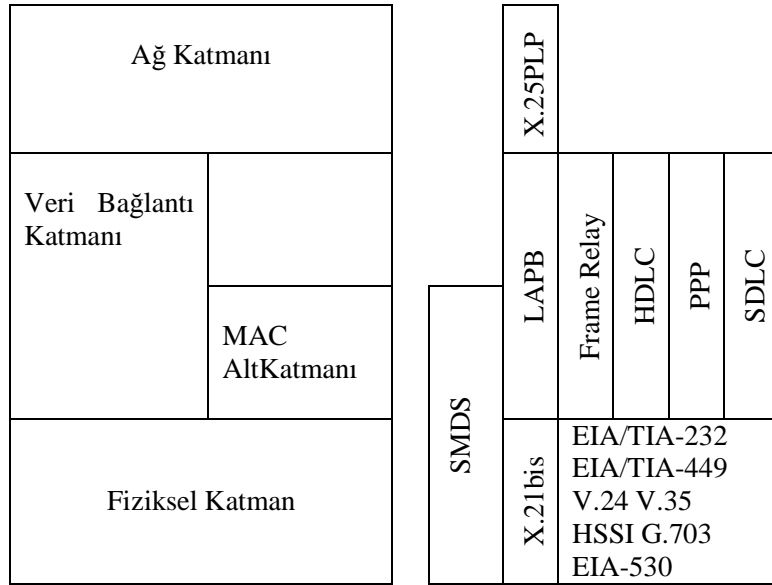 Ağ Katmanı
Veri Bağlantı
Katmanı
MAC
AltKatmanı
Fiziksel Katman
SMDS
X.25PLP
LAPB
X.21bis
Frame Relay
HDLC
PPP
SDLC
EIA/TIA-232
EIA/TIA-449
V.24 V.35
HSSI G.703
EIA-530